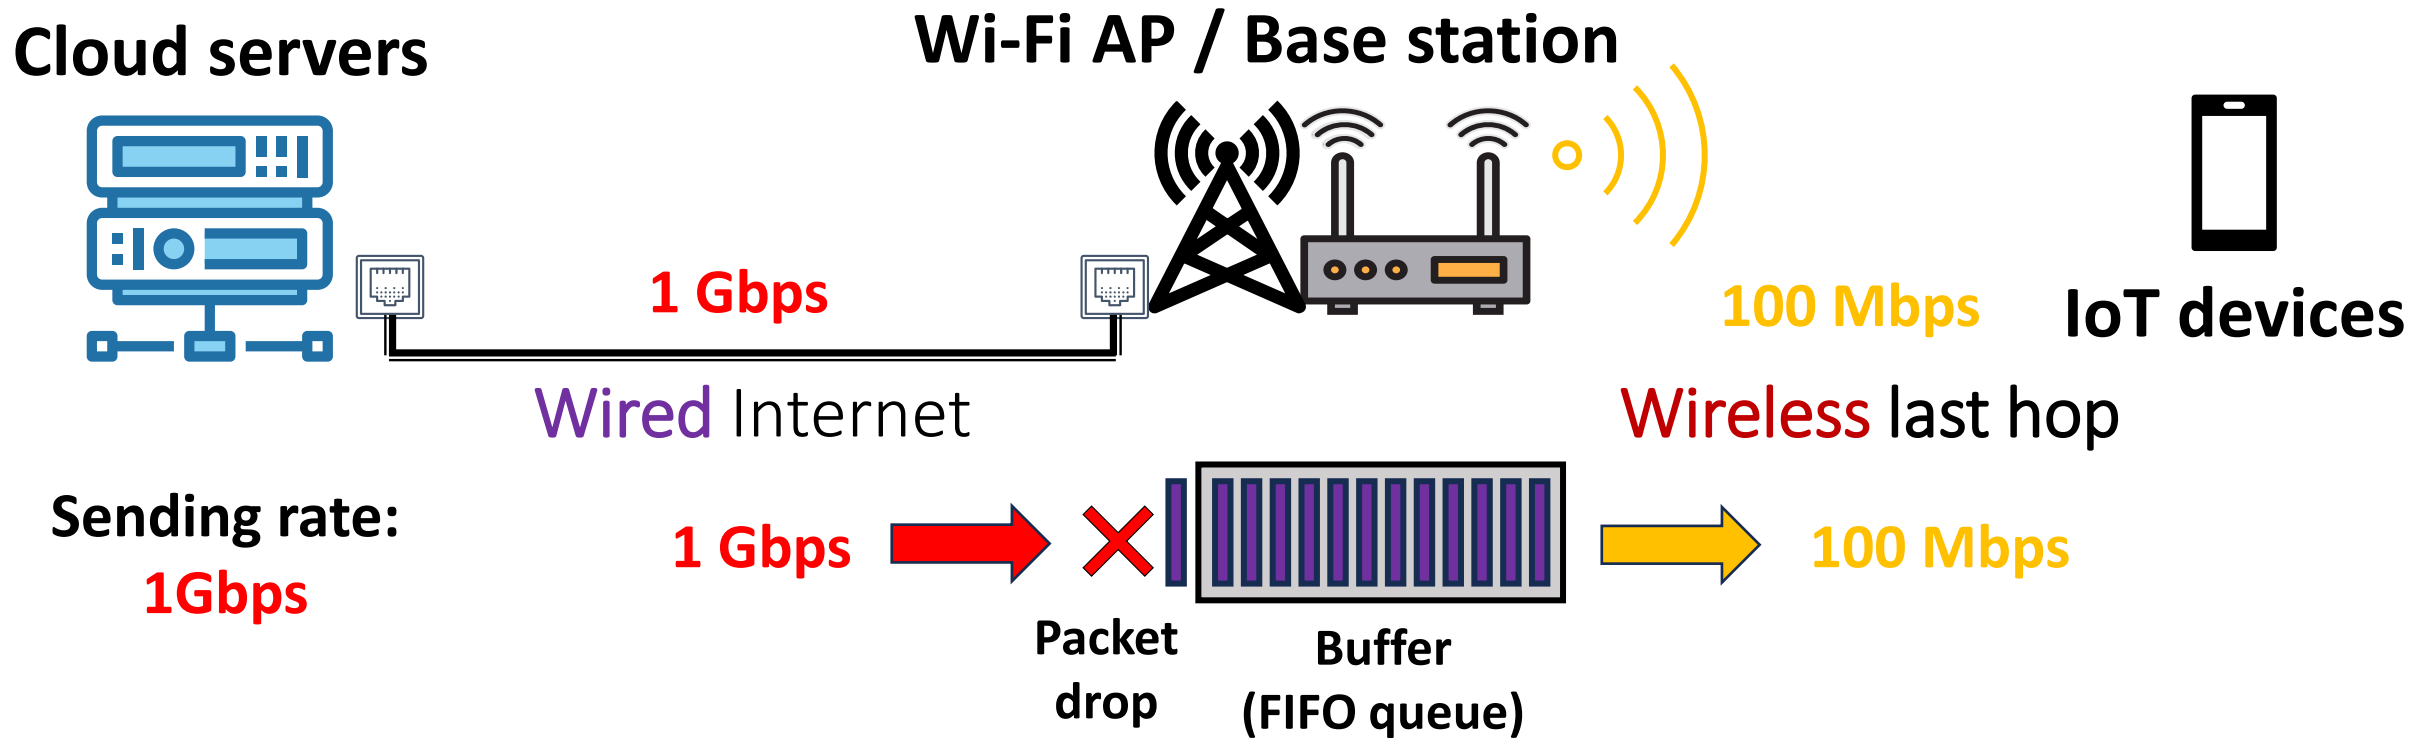 Cloud servers
Wi-Fi AP / Base station
1 Gbps
100 Mbps
IoT devices
Wired Internet
Wireless last hop
Sending rate:
1Gbps
1 Gbps
100 Mbps
Packet
drop
Buffer
(FIFO queue)